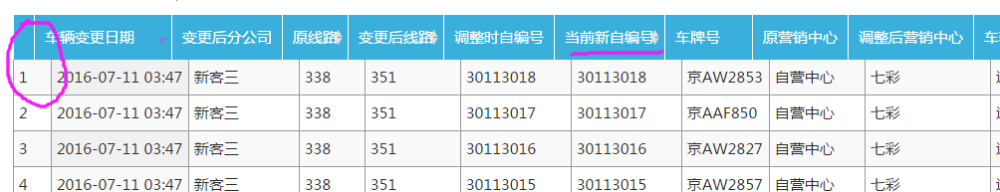 车辆变更日期 变更后分公司 原线路 变更后线路 调整时自编号 当前新自编号 车牌号 原营销中心 调整后营销中心
1 2016-07-11 03:47 新客三 338 351 30113018 30113018 京AW2853 自营中心 七彩
2 2016-07-11 03:47 新客三 338 351 30113017 30113017 京AAF850 自营中心 七彩
3 2016-07-11 03:47 新客三 338 351 30113016 30113016 京AW2827 自营中心 七彩
4 2016-07-11 03:47 新客三 338 351 30113015 30113015 京AW2857 自营中心 七彩